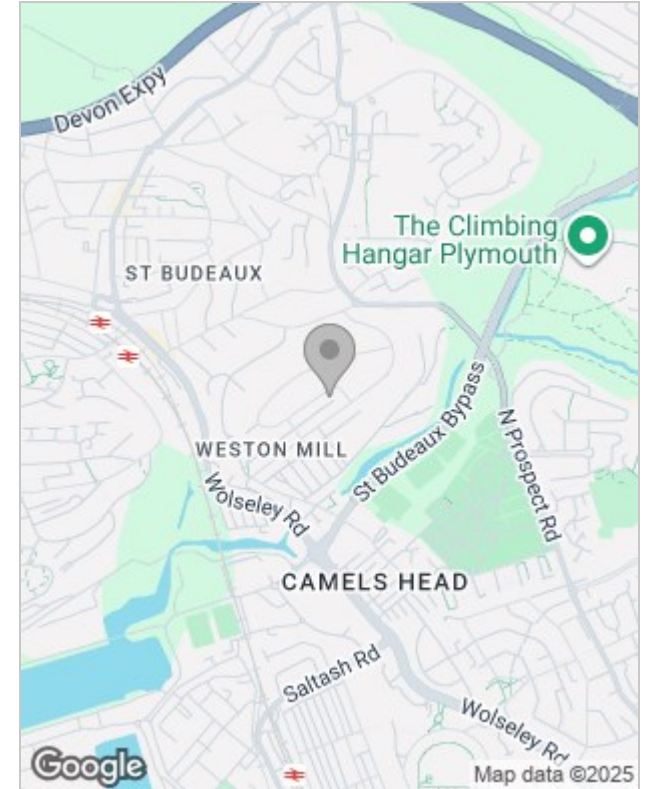 Devon Expy
The Climbing
Hangar Plymouth
ST BUDEAUX
WESTON MILL
St Budeaux Bypass
N Prospect Rd
Wolseley Rd
CAMELS HEAD
Saltash Rd
Wolseley Rd
Google
Map data ©2025